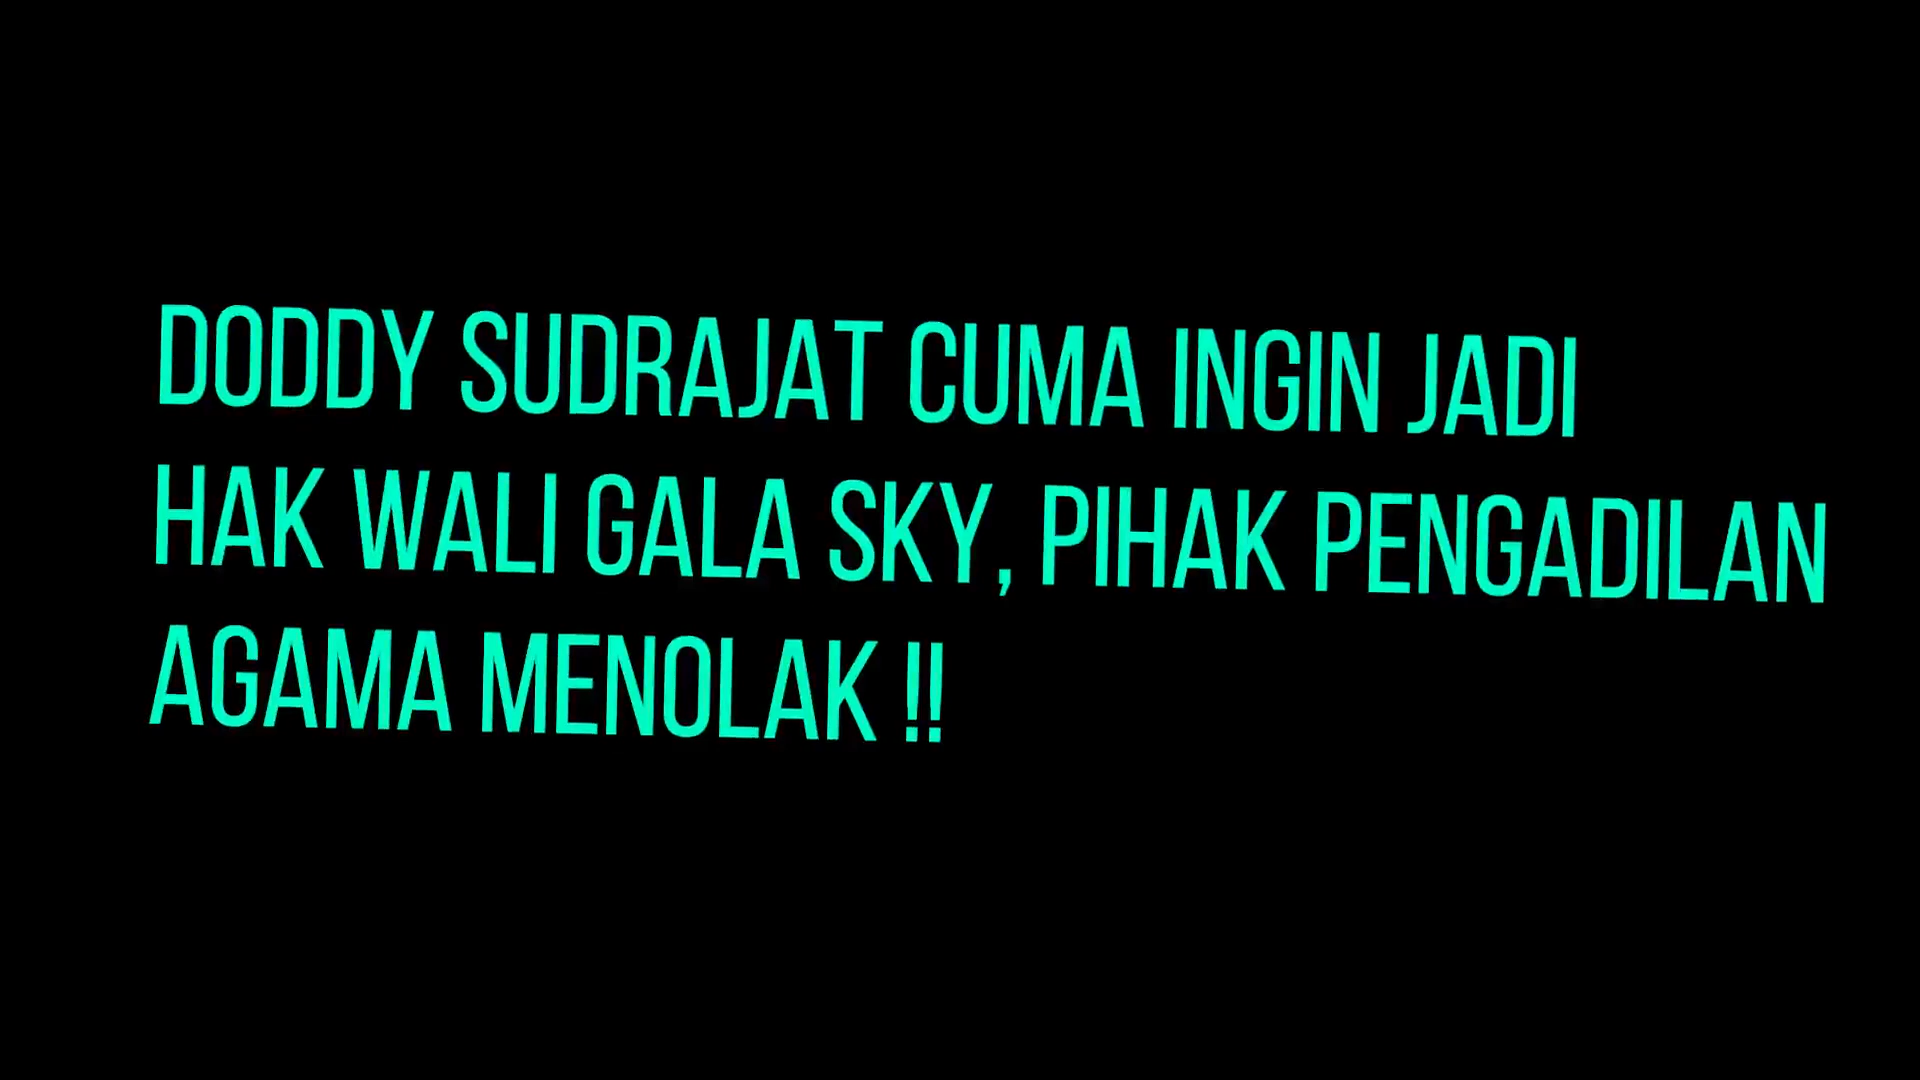 DODDY SUDRAJAT CUMA INGIN JADI
HAK WALI GALA SKY, PIHAK PENGADILAN
AGAMA MENOLAK !!